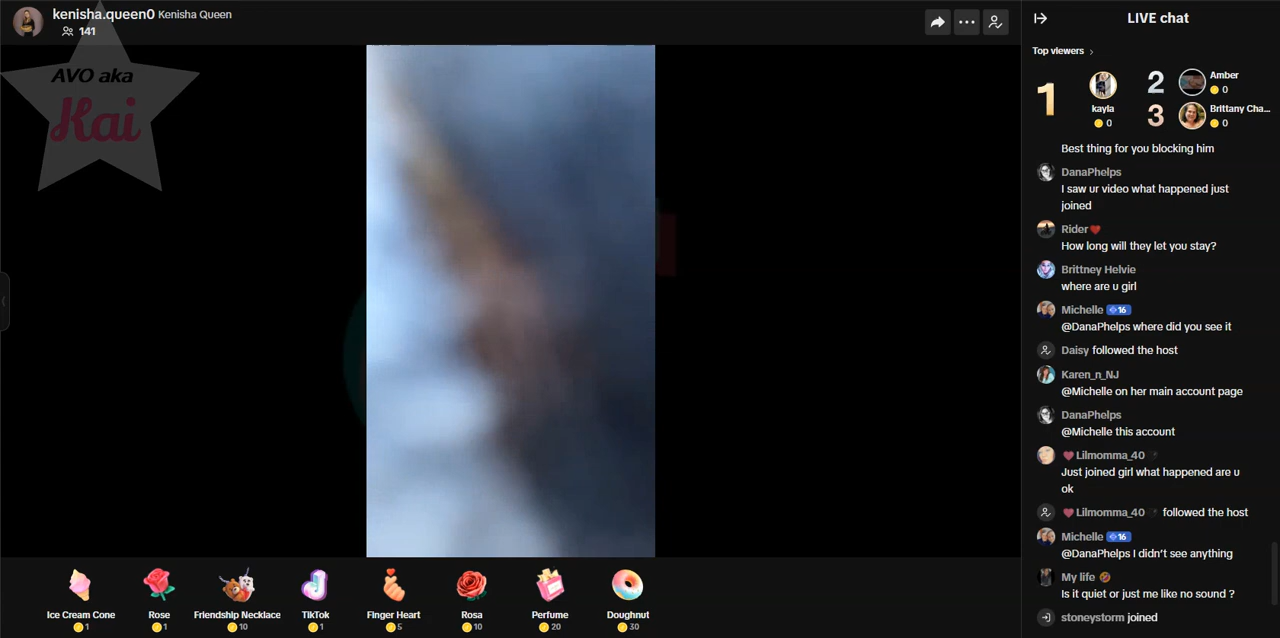 kenisha.queen0 Kenisha Queen
141
AVO aka
Kai
LIVE chat
Top viewers
1
kayla
0
2
Amber
0
3
Brittany Cha...
0
Best thing for you blocking him
DanaPhelps
I saw ur video what happened just
joined
Rider
How long will they let you stay?
Brittney Helvie
where are u girl
Michelle 16
@DanaPhelps where did you see it
Daisy followed the host
Karen_n_NJ
@Michelle on her main account page
DanaPhelps
@Michelle this account
Lilmomma_40
Just joined girl what happened are u
ok
Lilmomma_40 followed the host
Michelle 16
@DanaPhelps I didn't see anything
My life
Is it quiet or just me like no sound ?
stoneystorm joined
Ice Cream Cone
1
Rose
1
Friendship Necklace
10
TikTok
1
Finger Heart
5
Rosa
10
Perfume
20
Doughnut
30